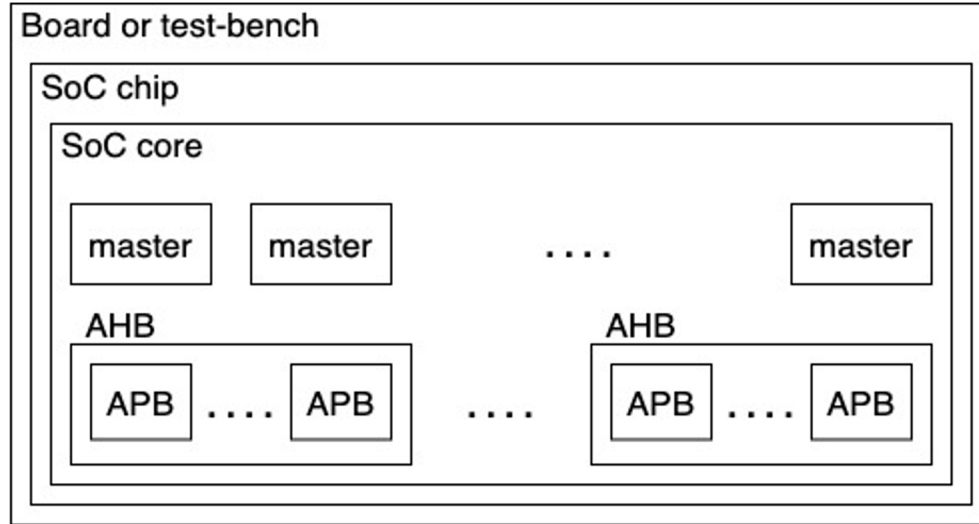 Board or test-bench
SoC chip
SoC core
master master .... master
AHB AHB
APB .... APB .... APB .... APB